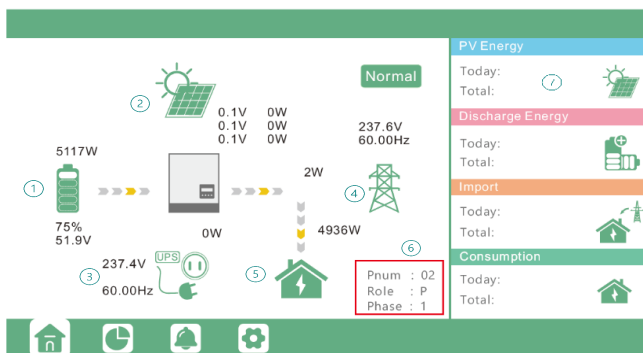 PV Energy
Today:
Total:
7
Normal
2
0.1V 0W
0.1V 0W
0.1V 0W
237.6V
60.00Hz
Discharge Energy
Today:
Total:
5117W
1
2W
4
Import
Today:
Total:
75%
51.9V
0W
4936W
6
Consumption
Today:
Total:
237.4V
UPS
3
60.00Hz
5
Pnum : 02
Role : P
Phase : 1